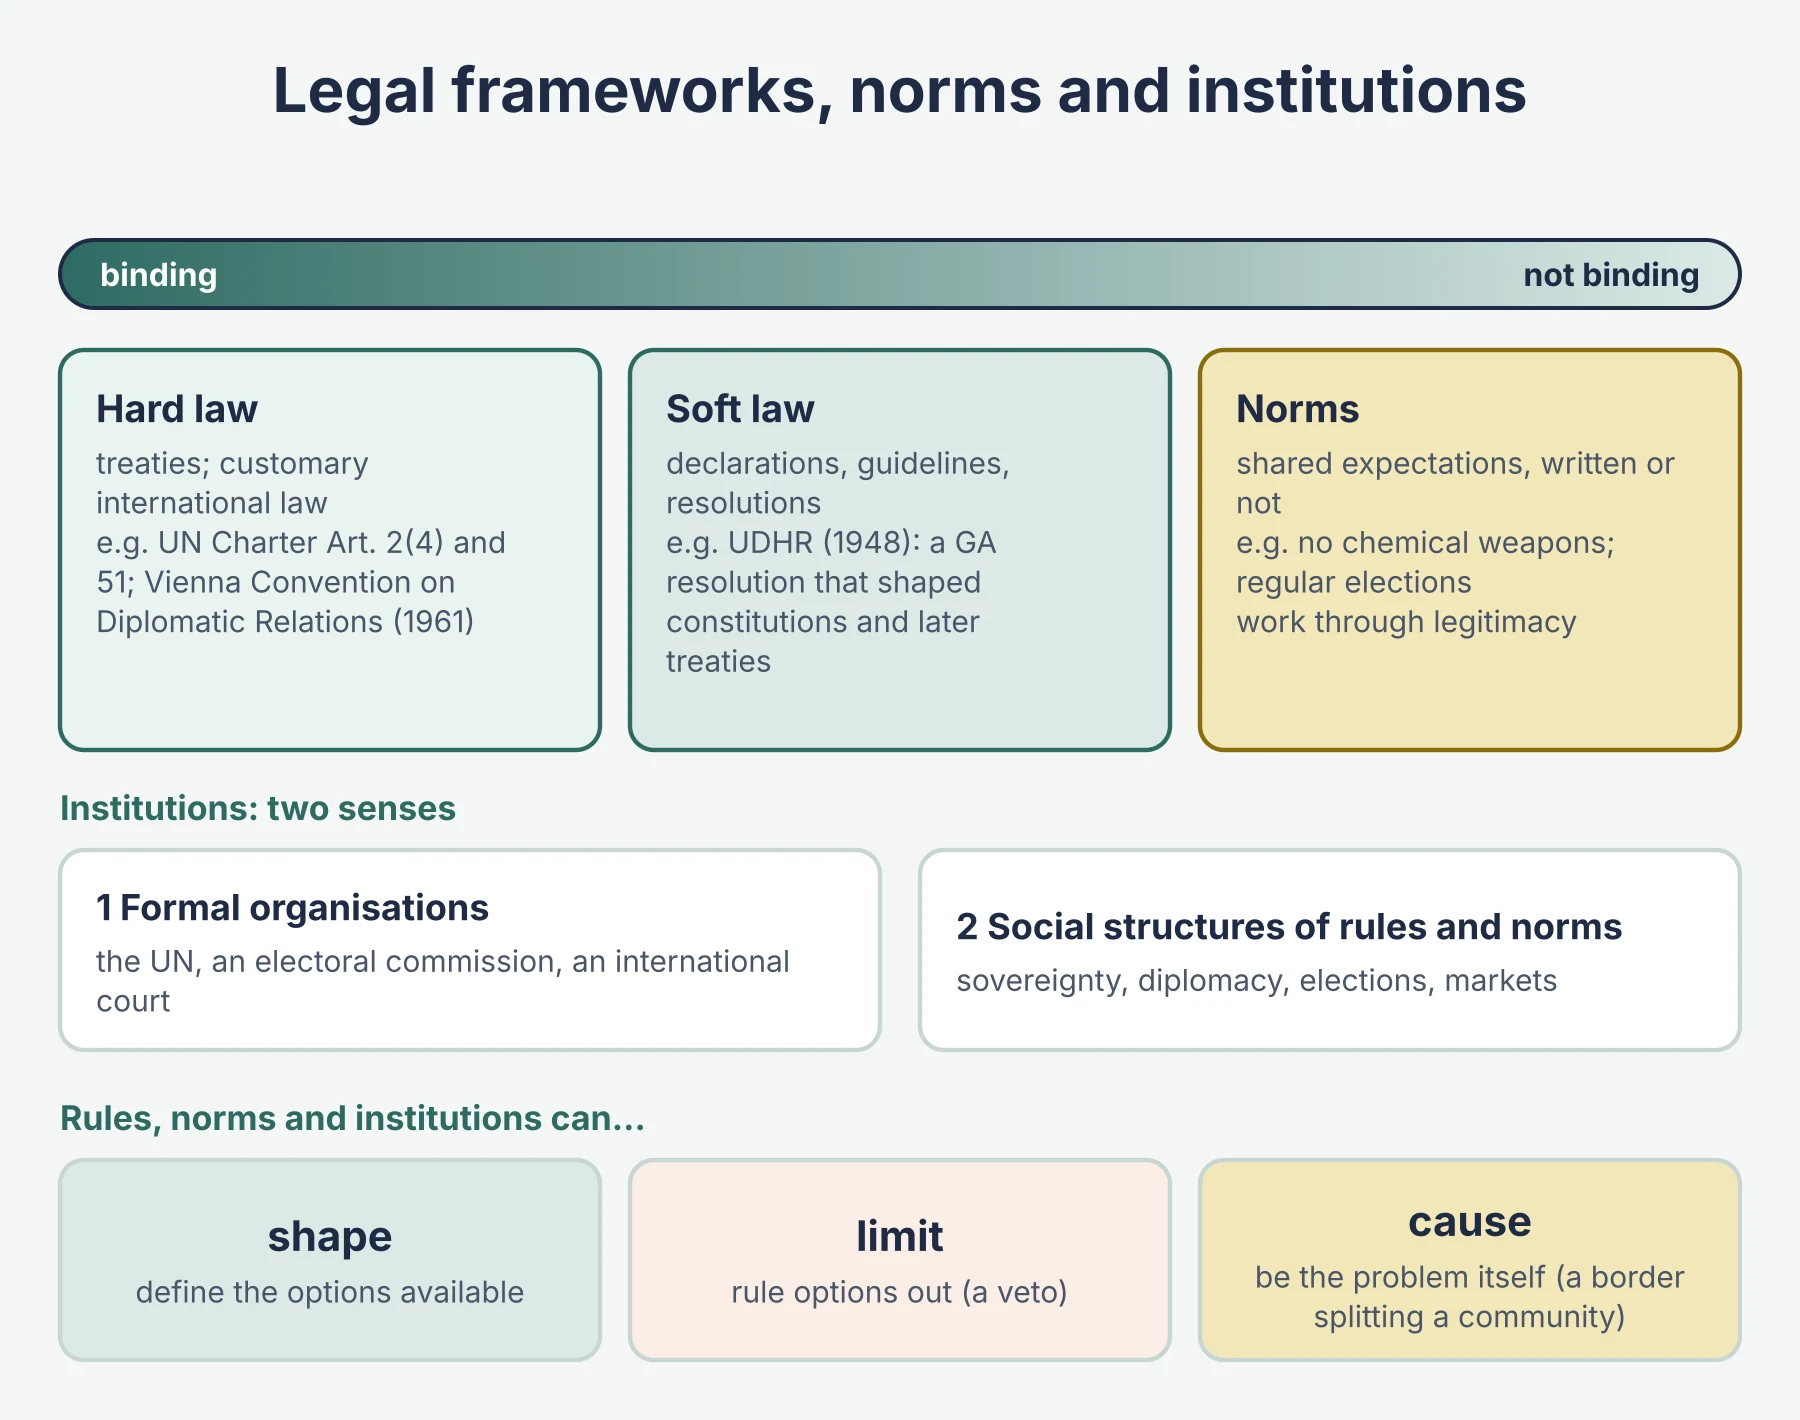 Legal frameworks, norms and institutions
binding
not binding
Hard law
treaties; customary
international law
e.g. UN Charter Art. 2(4) and
51; Vienna Convention on
Diplomatic Relations (1961)
Soft law
declarations, guidelines,
resolutions
e.g. UDHR (1948): a GA
resolution that shaped
constitutions and later
treaties
Norms
shared expectations, written or
not
e.g. no chemical weapons;
regular elections
work through legitimacy
Institutions: two senses
1 Formal organisations
the UN, an electoral commission, an international
court
2 Social structures of rules and norms
sovereignty, diplomacy, elections, markets
Rules, norms and institutions can...
shape
define the options available
limit
rule options out (a veto)
cause
be the problem itself (a border
splitting a community)